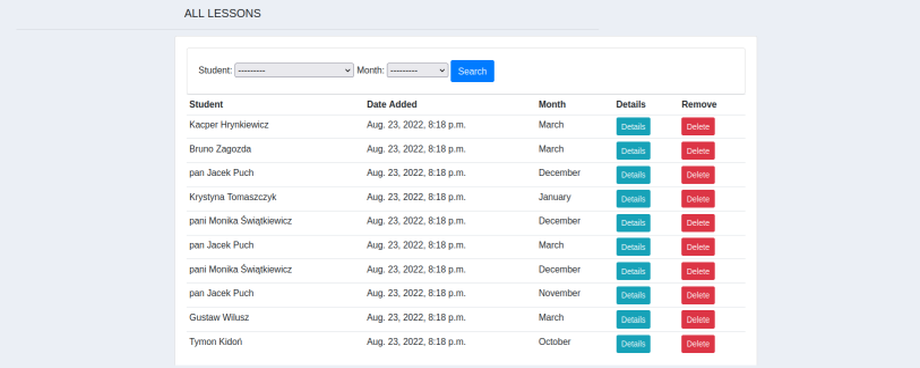 ALL LESSONS
Student: --------- Month: --------- Search
Student Date Added Month Details Remove
Kacper Hrynkiewicz Aug. 23, 2022, 8:18 p.m. March Details Delete
Bruno Zagozda Aug. 23, 2022, 8:18 p.m. March Details Delete
pan Jacek Puch Aug. 23, 2022, 8:18 p.m. December Details Delete
Krystyna Tomaszczyk Aug. 23, 2022, 8:18 p.m. January Details Delete
pani Monika Świątkiewicz Aug. 23, 2022, 8:18 p.m. December Details Delete
pan Jacek Puch Aug. 23, 2022, 8:18 p.m. March Details Delete
pani Monika Świątkiewicz Aug. 23, 2022, 8:18 p.m. December Details Delete
pan Jacek Puch Aug. 23, 2022, 8:18 p.m. November Details Delete
Gustaw Wilusz Aug. 23, 2022, 8:18 p.m. March Details Delete
Tymon Kidoń Aug. 23, 2022, 8:18 p.m. October Details Delete